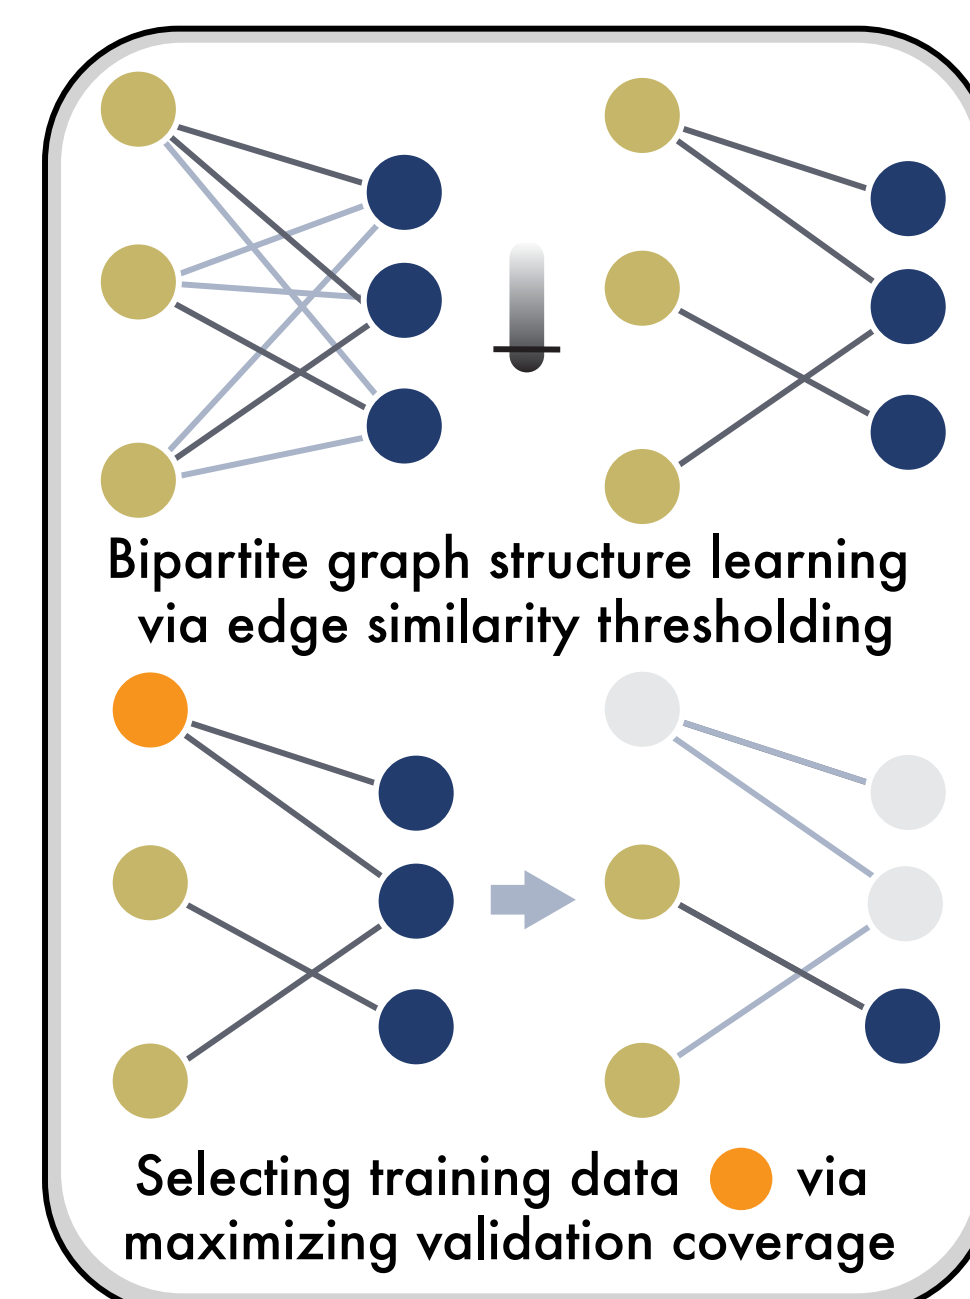 Bipartite graph structure learning
via edge similarity thresholding
Selecting training data via
maximizing validation coverage